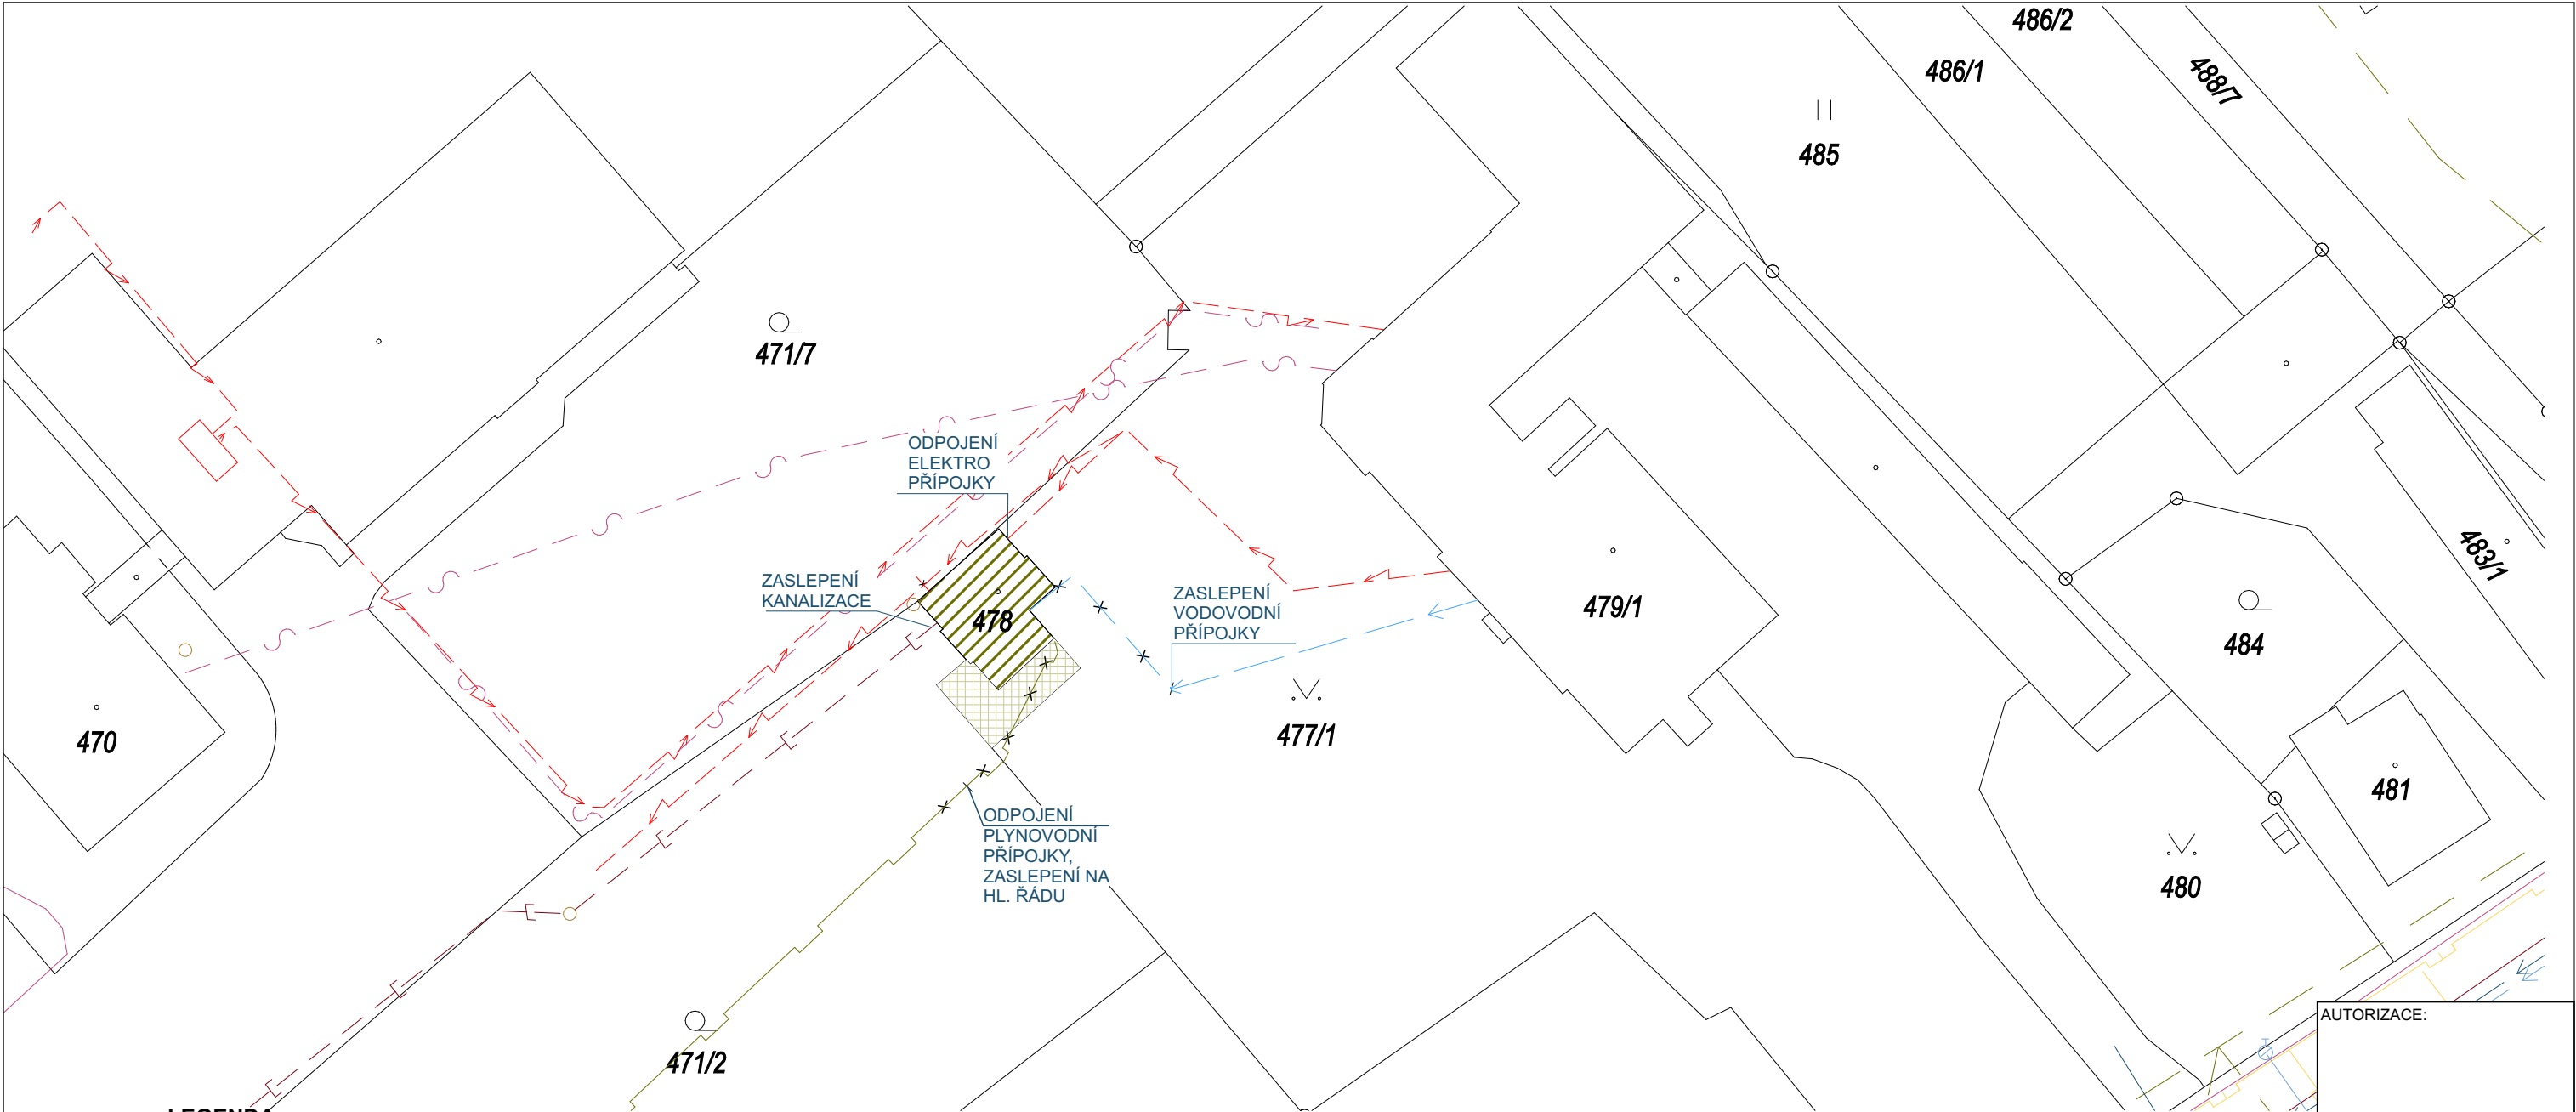 486/2
486/1
488/7
485
471/7
ODPOJENÍ
ELEKTRO
PŘÍPOJKY
ZASLEPENÍ
KANALIZACE
478
ZASLEPENÍ
VODOVODNÍ
PŘÍPOJKY
479/1
483/1
484
470
477/1
481
ODPOJENÍ
PLYNOVODNÍ
PŘÍPOJKY,
ZASLEPENÍ NA
HL. ŘÁDU
480
AUTORIZACE:
471/2
LEGENDA